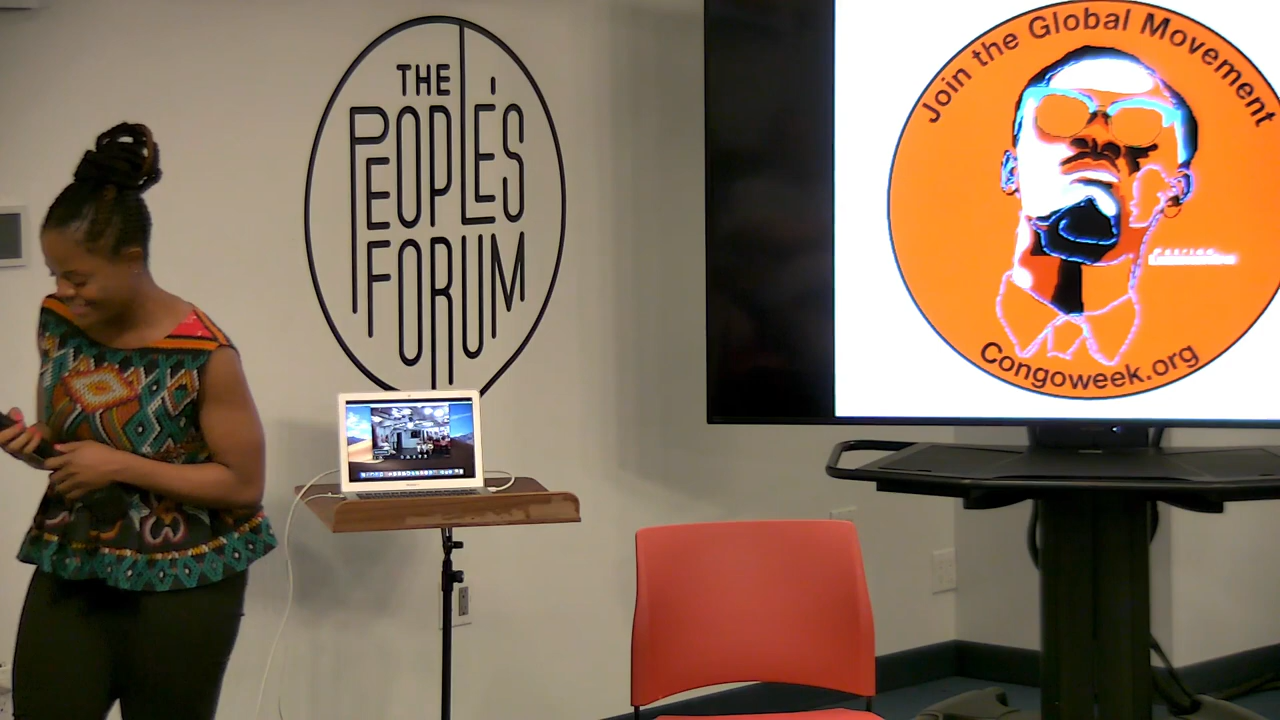 THE
PEOPLE'S
FORUM
Join the Global Movement
Congoweek.org